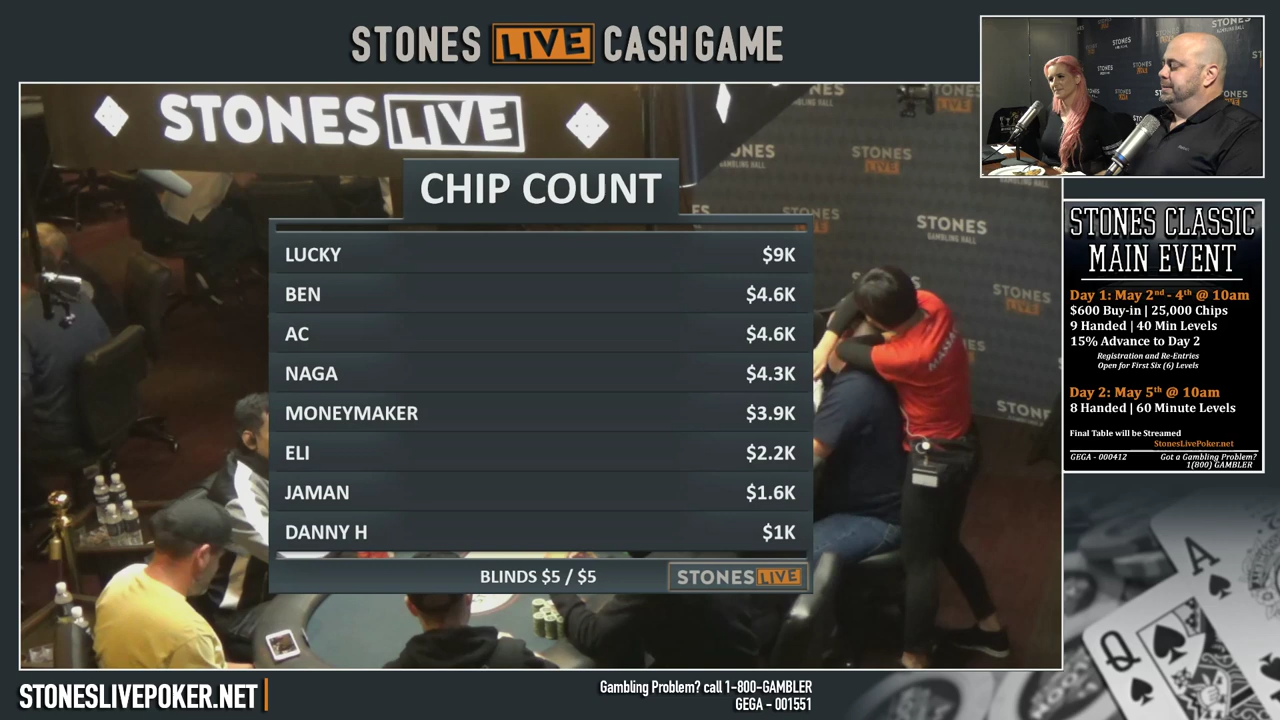 STONES LIVE CASH GAME
STONES LIVE
CHIP COUNT
LUCKY $9K
BEN $4.6K
AC $4.6K
NAGA $4.3K
MONEYMAKER $3.9K
ELI $2.2K
JAMAN $1.6K
DANNY H $1K
BLINDS $5 / $5
STONES LIVE
STONES
GAMBLING HALL
STONES
LIVE
STONES CLASSIC
MAIN EVENT
Day 1: May 2nd - 4th @ 10am
$600 Buy-in | 25,000 Chips
9 Handed | 40 Min Levels
15% Advance to Day 2
Registration and Re-Entries
Open for First Six (6) Levels
Day 2: May 5th @ 10am
8 Handed | 60 Minute Levels
Final Table will be Streamed
StonesLivePoker.net
GEGA - 000412
Got a Gambling Problem?
1(800) GAMBLER
A
Q
STONESLIVEPOKER.NET
Gambling Problem? call 1-800-GAMBLER
GEGA - 001551